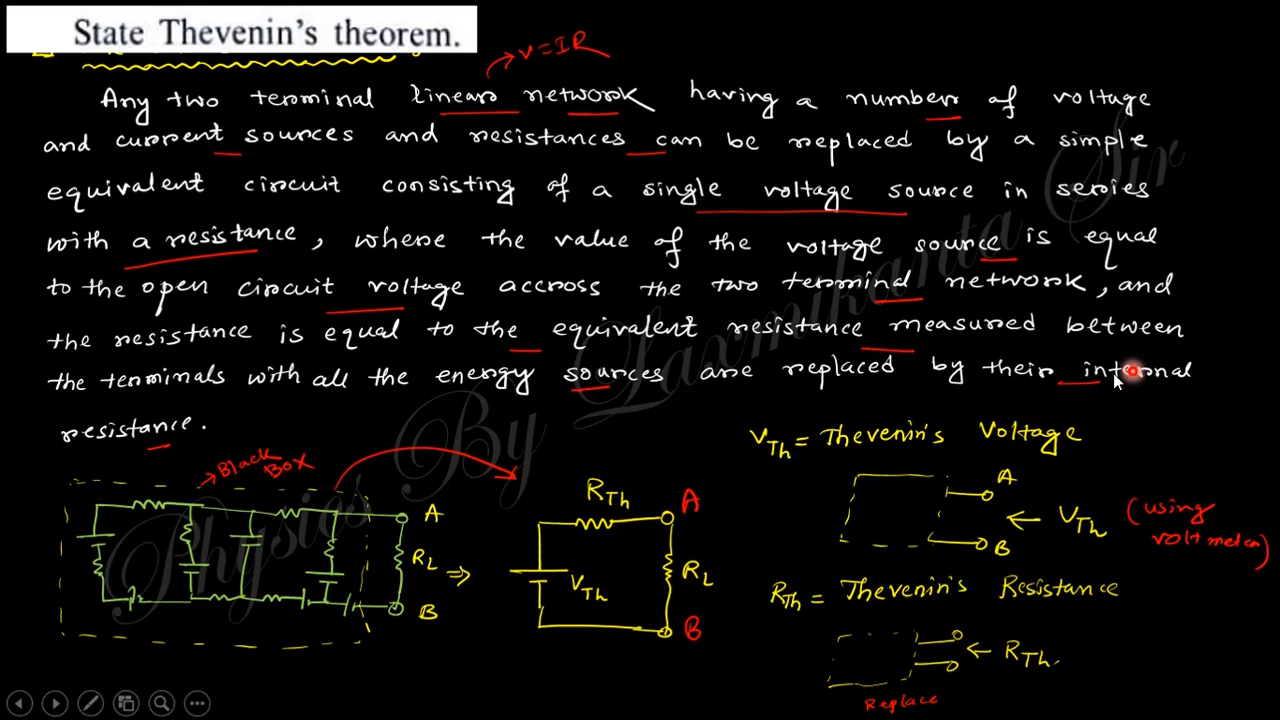 State Thevenin's theorem.
V=IR
Any two terminal linear network having a number of voltage
and current sources and resistances can be replaced by a simple
equivalent circuit consisting of a single voltage source in series
with a resistance, where the value of the voltage source is equal
to the open circuit voltage accross the two terminal network, and
the resistance is equal to the equivalent resistance measured between
the terminals with all the energy sources are replaced by their internal
resistance.
Physics By Laxmikanta Sir
Black
Box
A
RL
B
⇒
RTh
A
VTh
RL
B
VTh = Thevenin's Voltage
A
B
← VTh
(using
voltmeter)
RTh = Thevenin's Resistance
← RTh
Replace